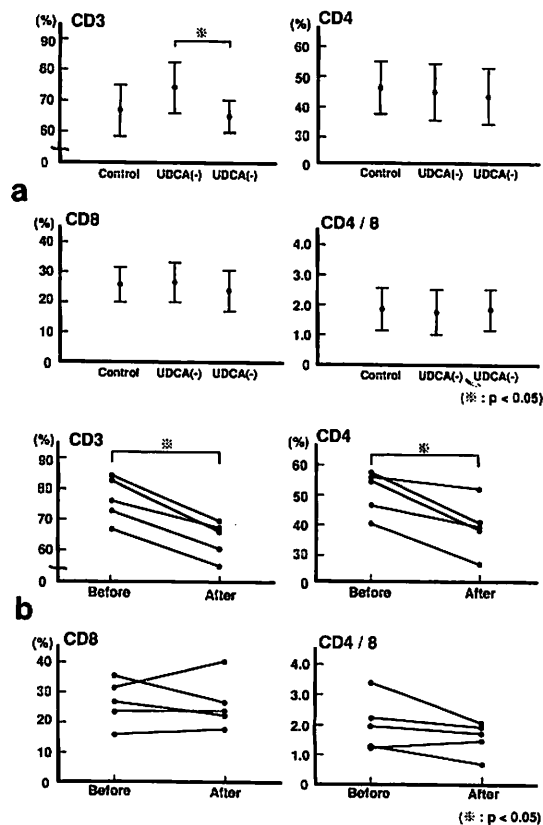 (%) CD3
※
90
80
70
60
0
Control UDCA(-) UDCA(-)
(%) CD4
60
50
40
30
0
Control UDCA(-) UDCA(-)
a
(%) CD8
40
30
20
10
0
Control UDCA(-) UDCA(-)
CD4 / 8
4.0
3.0
2.0
1.0
0
Control UDCA(-) UDCA(-)
(※ : p < 0.05)
(%) CD3
※
90
80
70
60
0
Before After
(%) CD4
※
60
50
40
30
0
Before After
b
(%) CD8
40
30
20
10
0
Before After
CD4 / 8
4.0
3.0
2.0
1.0
0
Before After
(※ : p < 0.05)